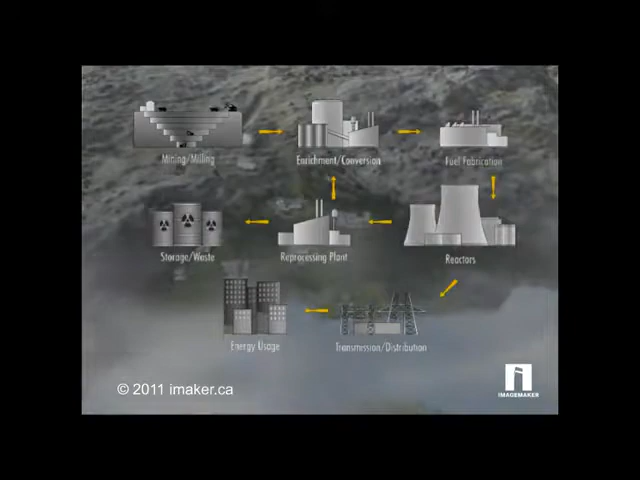 Mining/Milling
Enrichment/Conversion
Fuel Fabrication
Storage/Waste
Reprocessing Plant
Reactors
Energy Usage
Transmission/Distribution
© 2011 imaker.ca
IMAGEMAKER